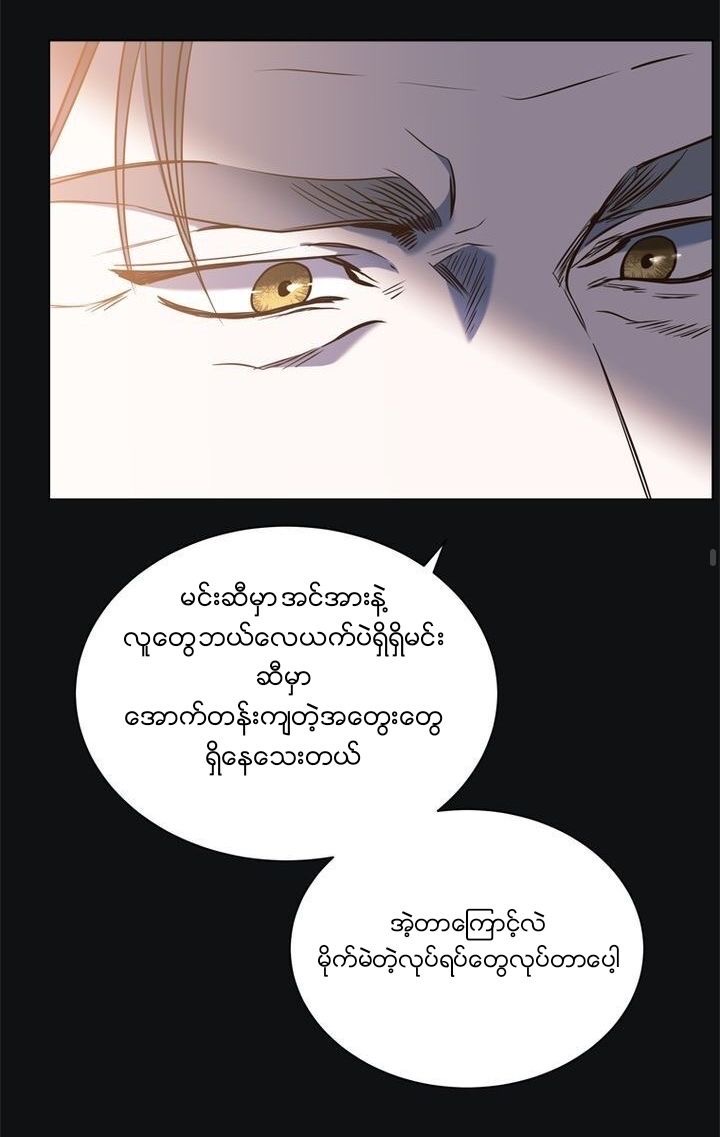 မင်းဆီမှာ အင်အားနဲ့
လူတွေဘယ်လေယက်ပဲရှိရှိမင်း
ဆီမှာ
အောက်တန်းကျတဲ့အတွေးတွေ
ရှိနေသေးတယ်
အဲ့တာကြောင့်လဲ
မိုက်မဲတဲ့လုပ်ရပ်တွေလုပ်တာပေါ့